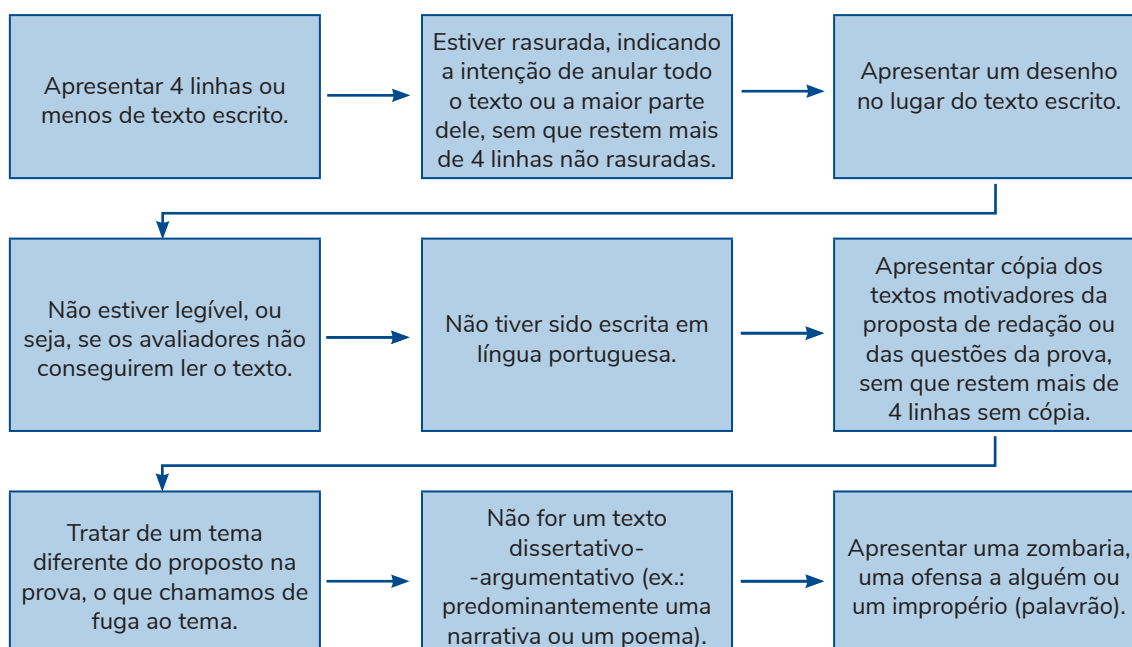 Apresentar 4 linhas ou
menos de texto escrito.
Estiver rasurada, indicando
a intenção de anular todo
o texto ou a maior parte
dele, sem que restem mais
de 4 linhas não rasuradas.
Apresentar um desenho
no lugar do texto escrito.
Não estiver legível, ou
seja, se os avaliadores não
conseguirem ler o texto.
Não tiver sido escrita em
língua portuguesa.
Apresentar cópia dos
textos motivadores da
proposta de redação ou
das questões da prova,
sem que restem mais de
4 linhas sem cópia.
Tratar de um tema
diferente do proposto na
prova, o que chamamos de
fuga ao tema.
Não for um texto
dissertativo-
-argumentativo (ex.:
predominantemente uma
narrativa ou um poema).
Apresentar uma zombaria,
uma ofensa a alguém ou
um impropério (palavrão).